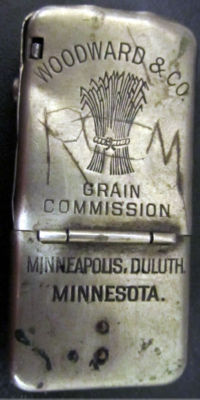 WOODWARD & CO.
R M
GRAIN
COMMISSION
MINNEAPOLIS, DULUTH.
MINNESOTA.